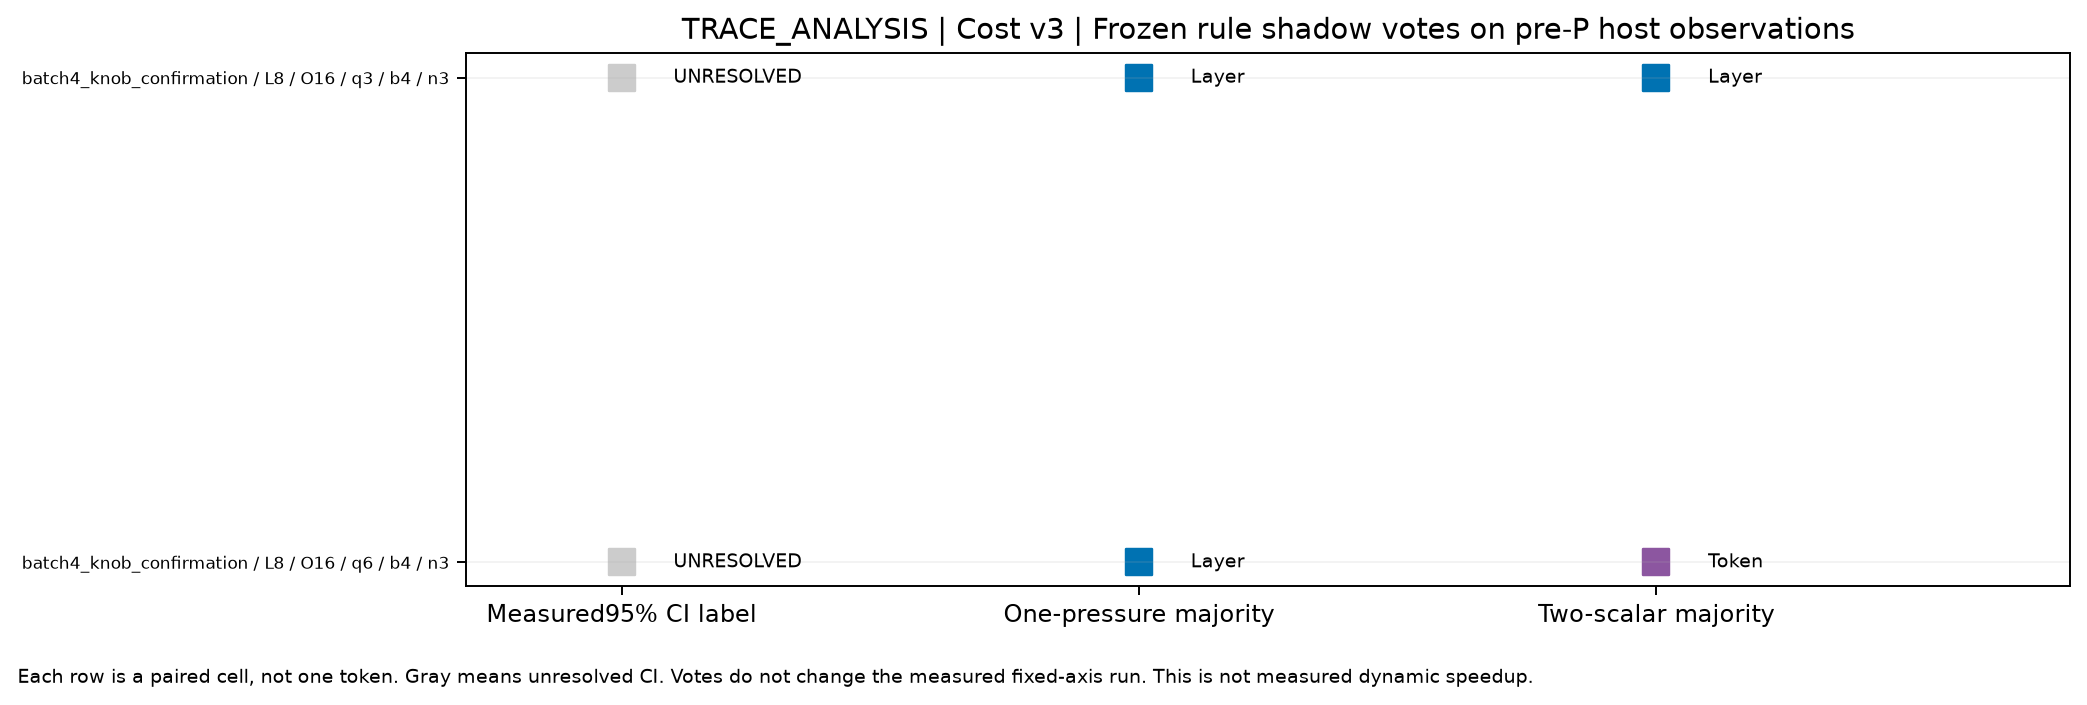 TRACE_ANALYSIS | Cost v3 | Frozen rule shadow votes on pre-P host observations
batch4_knob_confirmation / L8 / O16 / q3 / b4 / n3
UNRESOLVED
Layer
Layer
batch4_knob_confirmation / L8 / O16 / q6 / b4 / n3
UNRESOLVED
Layer
Token
Measured95% CI label
One-pressure majority
Two-scalar majority
Each row is a paired cell, not one token. Gray means unresolved CI. Votes do not change the measured fixed-axis run. This is not measured dynamic speedup.